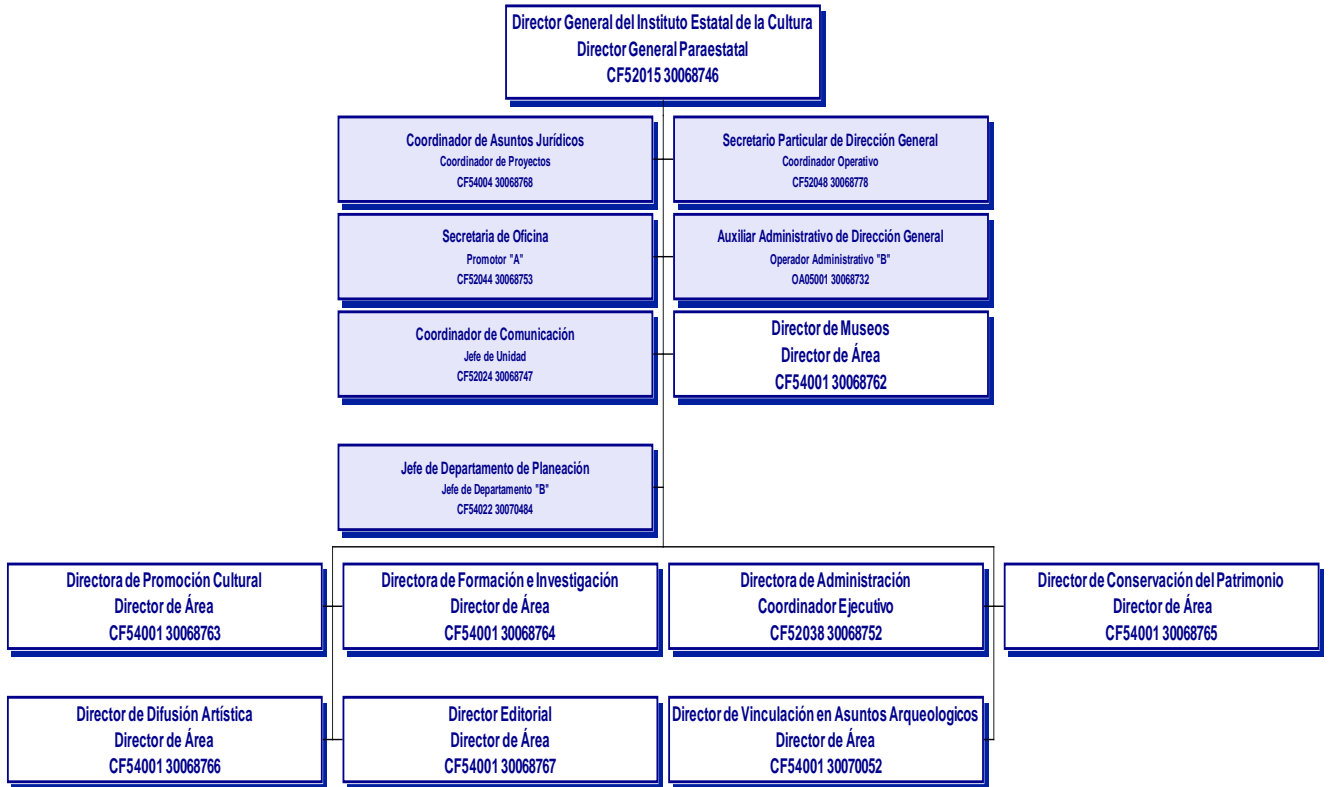 Director General del Instituto Estatal de la Cultura
Director General Paraestatal
CF52015 30068746
Coordinador de Asuntos Jurídicos
Coordinador de Proyectos
CF54004 30068768
Secretario Particular de Dirección General
Coordinador Operativo
CF52048 30068778
Secretaria de Oficina
Promotor "A"
CF52044 30068753
Auxiliar Administrativo de Dirección General
Operador Administrativo "B"
OA05001 30068732
Coordinador de Comunicación
Jefe de Unidad
CF52024 30068747
Director de Museos
Director de Área
CF54001 30068762
Jefe de Departamento de Planeación
Jefe de Departamento "B"
CF54022 30070484
Directora de Promoción Cultural
Director de Área
CF54001 30068763
Directora de Formación e Investigación
Director de Área
CF54001 30068764
Directora de Administración
Coordinador Ejecutivo
CF52038 30068752
Director de Conservación del Patrimonio
Director de Área
CF54001 30068765
Director de Difusión Artística
Director de Área
CF54001 30068766
Director Editorial
Director de Área
CF54001 30068767
Director de Vinculación en Asuntos Arqueologicos
Director de Área
CF54001 30070052